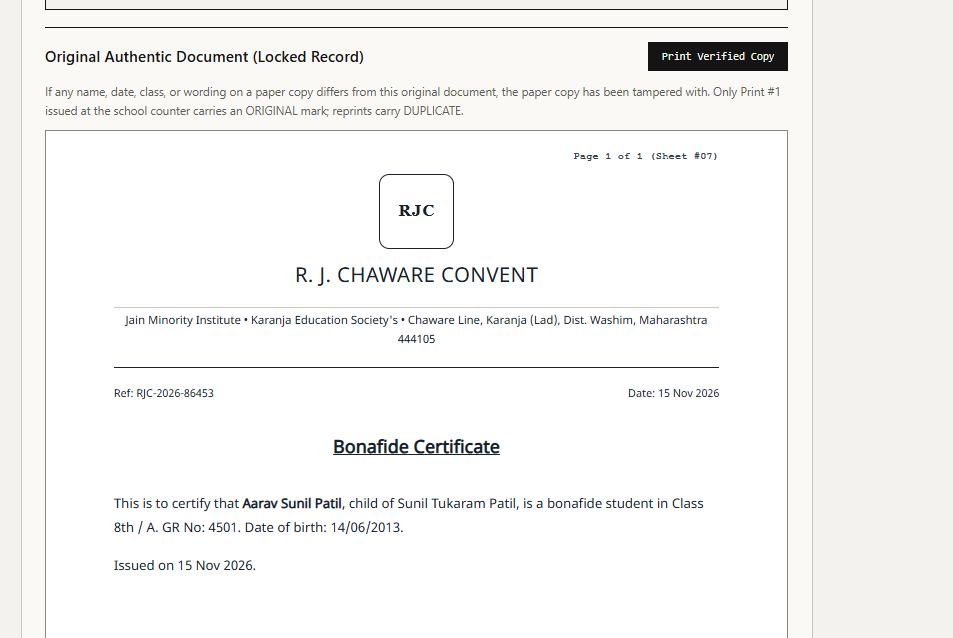 Original Authentic Document (Locked Record)
Print Verified Copy
If any name, date, class, or wording on a paper copy differs from this original document, the paper copy has been tampered with. Only Print #1
issued at the school counter carries an ORIGINAL mark; reprints carry DUPLICATE.
Page 1 of 1 (Sheet #07)
RJC
R. J. CHAWARE CONVENT
Jain Minority Institute • Karanja Education Society's • Chaware Line, Karanja (Lad), Dist. Washim, Maharashtra
444105
Ref: RJC-2026-86453
Date: 15 Nov 2026
Bonafide Certificate
This is to certify that Aarav Sunil Patil, child of Sunil Tukaram Patil, is a bonafide student in Class
8th / A. GR No: 4501. Date of birth: 14/06/2013.
Issued on 15 Nov 2026.